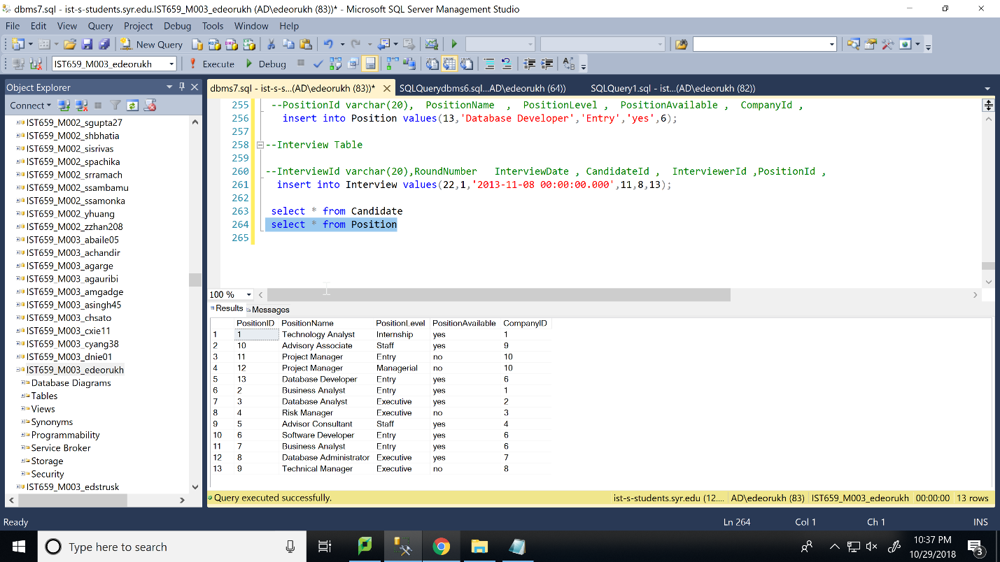 dbms7.sql - ist-s-students.syr.edu.IST659_M003_edeorukh (AD\edeorukh (83))* - Microsoft SQL Server Management Studio
File Edit View Query Project Debug Tools Window Help
New Query
IST659_M003_edeorukh Execute Debug
Object Explorer
Connect
IST659_M002_sgupta27
IST659_M002_shbhatia
IST659_M002_sisrivas
IST659_M002_spachika
IST659_M002_srramach
IST659_M002_ssambamu
IST659_M002_ssamonka
IST659_M002_yhuang
IST659_M002_zzhan208
IST659_M003_abaile05
IST659_M003_achandir
IST659_M003_agarge
IST659_M003_agauribi
IST659_M003_amgadge
IST659_M003_asingh45
IST659_M003_chsato
IST659_M003_cxie11
IST659_M003_cyang38
IST659_M003_dnie01
IST659_M003_edeorukh
Database Diagrams
Tables
Views
Synonyms
Programmability
Service Broker
Storage
Security
IST659_M003_edstrusk
dbms7.sql - ist-s-s...(AD\edeorukh (83))* SQLQuerydbms6.sql...AD\edeorukh (64)) SQLQuery1.sql - ist...(AD\edeorukh (82))
255 --PositionId varchar(20), PositionName , PositionLevel , PositionAvailable , CompanyId ,
256 insert into Position values(13,'Database Developer','Entry','yes',6);
257
258 --Interview Table
259
260 --InterviewId varchar(20),RoundNumber InterviewDate , CandidateId , InterviewerId ,PositionId ,
261 insert into Interview values(22,1,'2013-11-08 00:00:00.000',11,8,13);
262
263 select * from Candidate
264 select * from Position
265
100 %
Results Messages
PositionID PositionName PositionLevel PositionAvailable CompanyID
1 1 Technology Analyst Internship yes 1
2 10 Advisory Associate Staff yes 9
3 11 Project Manager Entry no 10
4 12 Project Manager Managerial no 10
5 13 Database Developer Entry yes 6
6 2 Business Analyst Entry yes 1
7 3 Database Analyst Executive yes 2
8 4 Risk Manager Executive no 3
9 5 Advisor Consultant Staff yes 4
10 6 Software Developer Entry yes 6
11 7 Business Analyst Entry yes 6
12 8 Database Administrator Executive yes 7
13 9 Technical Manager Executive no 8
Query executed successfully. ist-s-students.syr.edu (12.... AD\edeorukh (83) IST659_M003_edeorukh 00:00:00 13 rows
Ready Ln 264 Col 1 Ch 1 INS
Type here to search
10:37 PM
10/29/2018
3